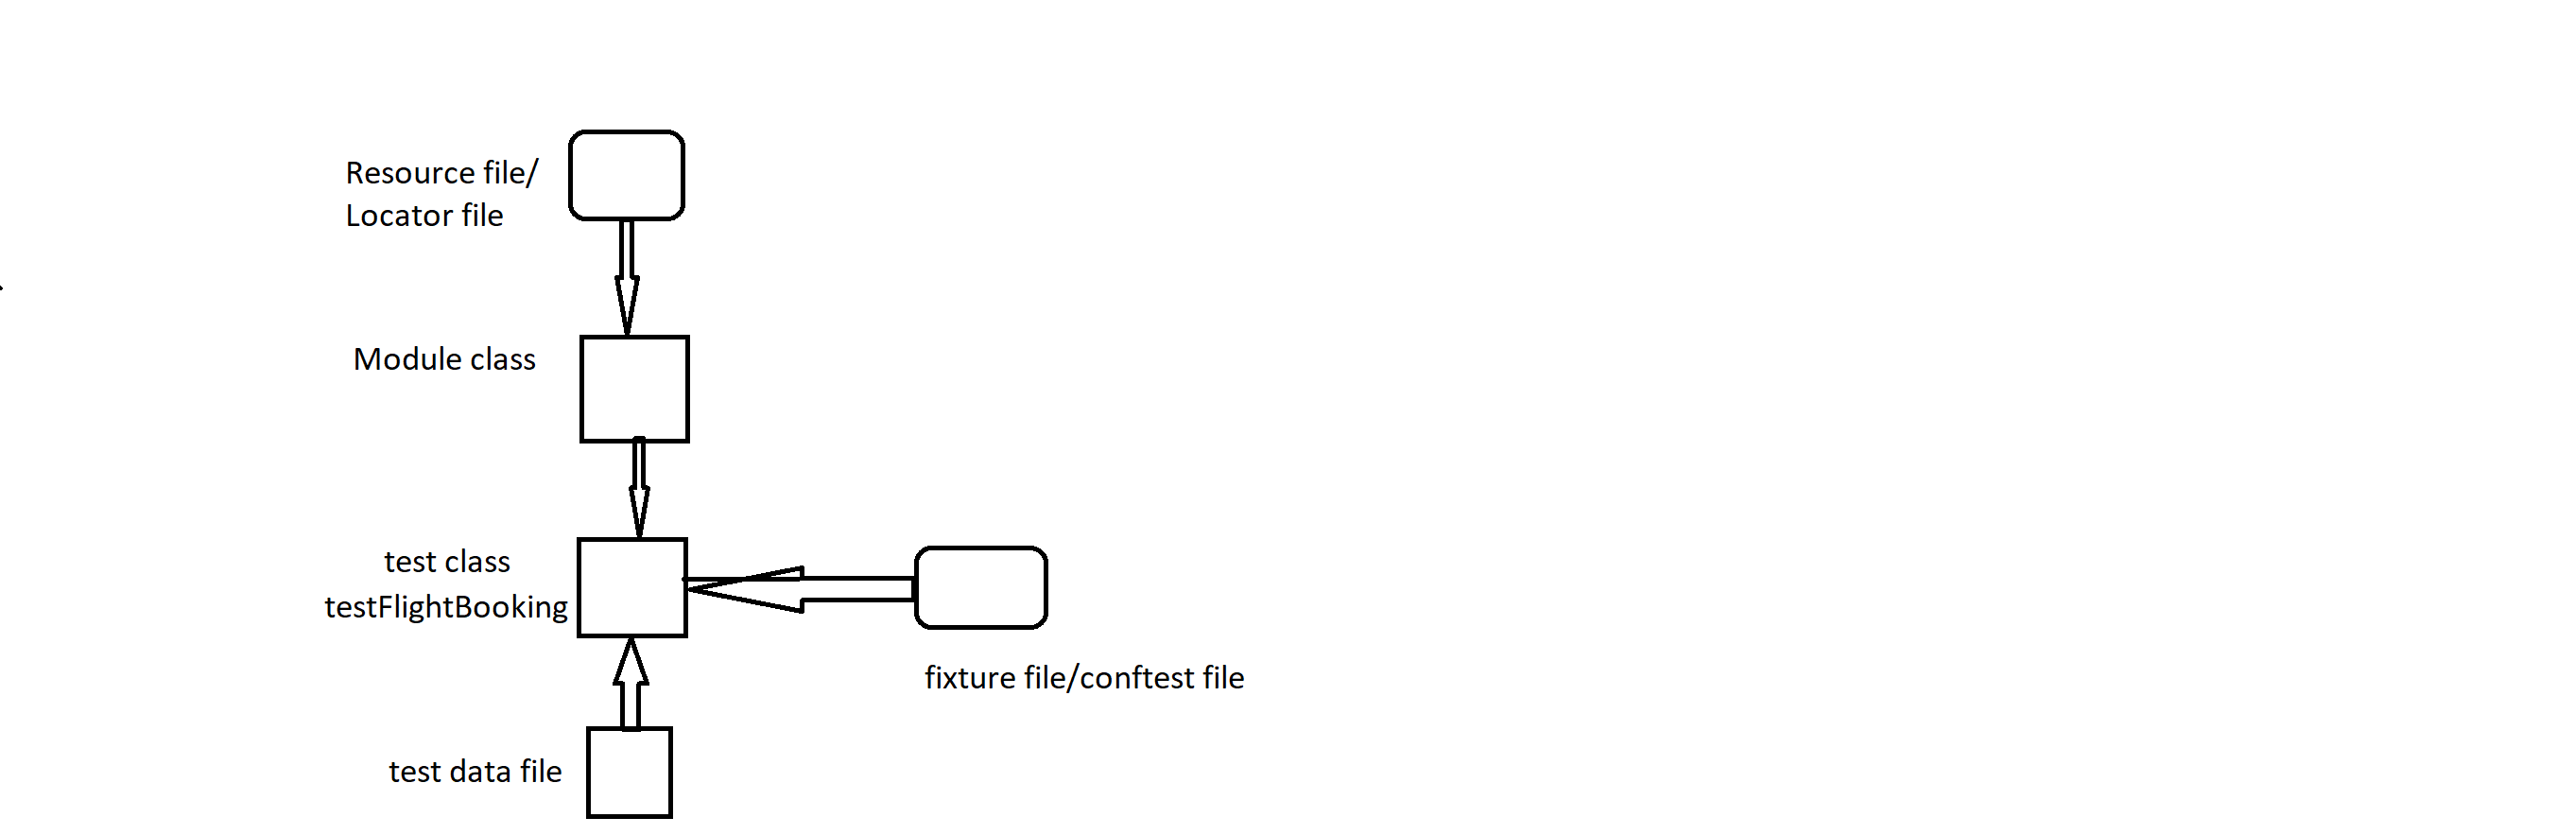 Resource file/
Locator file
Module class
test class
testFlightBooking
fixture file/conftest file
test data file